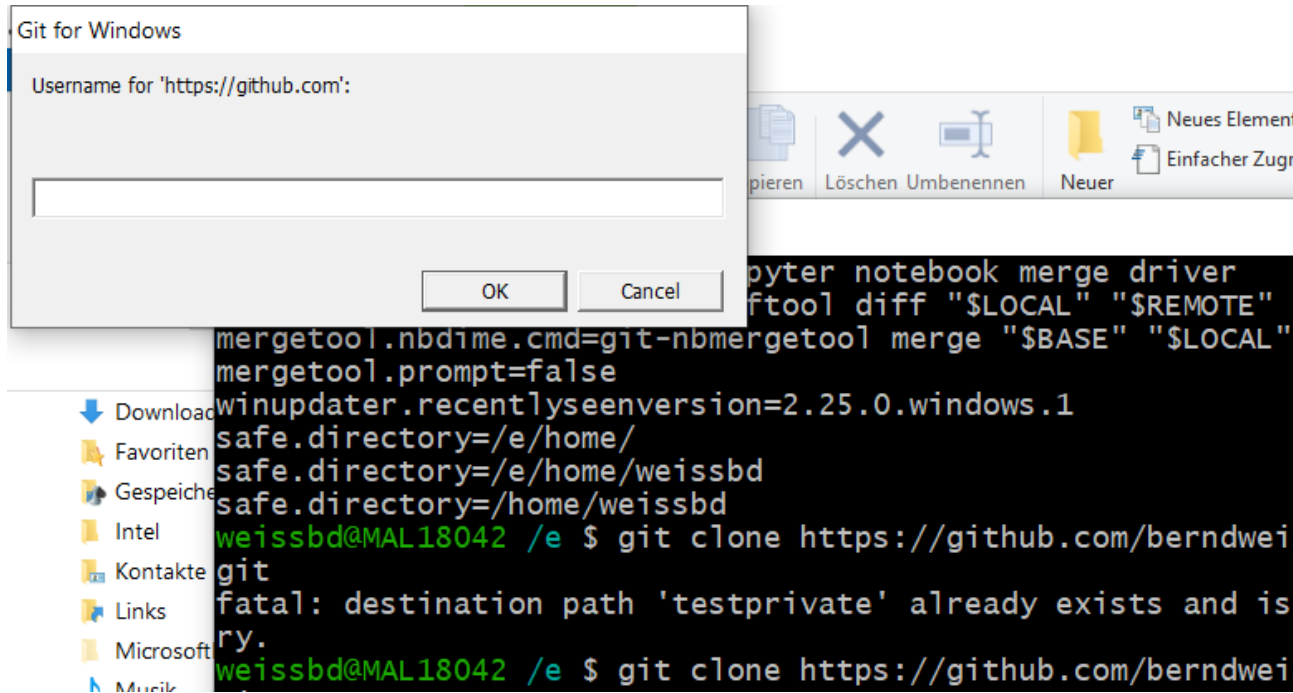 Git for Windows
Username for 'https://github.com':
OK
Cancel
pieren
Löschen
Umbenennen
Neuer
Neues Element
Einfacher Zugr
pyter notebook merge driver
ftool diff "$LOCAL" "$REMOTE"
mergetool.nbdime.cmd=git-nbmergetool merge "$BASE" "$LOCAL"
mergetool.prompt=false
winupdater.recentlyseenversion=2.25.0.windows.1
safe.directory=/e/home/
safe.directory=/e/home/weissbd
safe.directory=/home/weissbd
weissbd@MAL18042 /e $ git clone https://github.com/berndwei
git
fatal: destination path 'testprivate' already exists and is
ry.
weissbd@MAL18042 /e $ git clone https://github.com/berndwei
Download
Favoriten
Gespeiche
Intel
Kontakte
Links
Microsoft
Musik